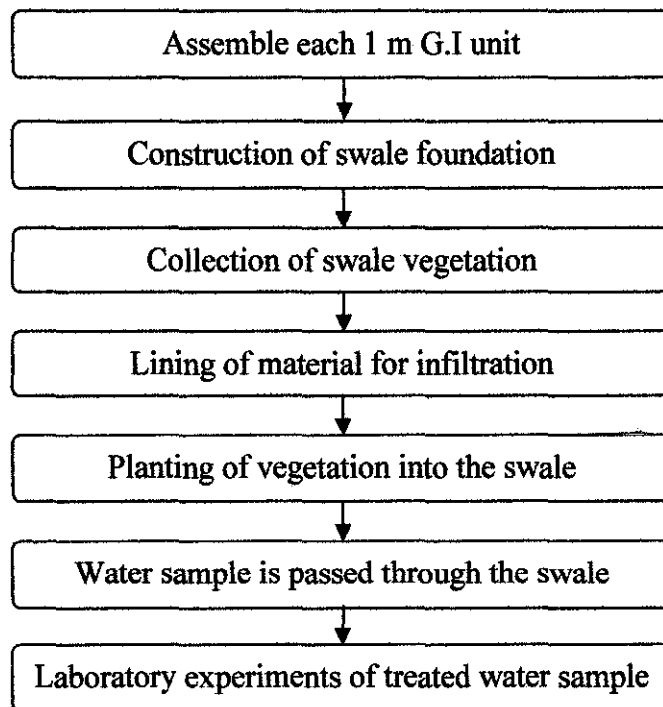 Assemble each 1 m G.I unit
Construction of swale foundation
Collection of swale vegetation
Lining of material for infiltration
Planting of vegetation into the swale
Water sample is passed through the swale
Laboratory experiments of treated water sample